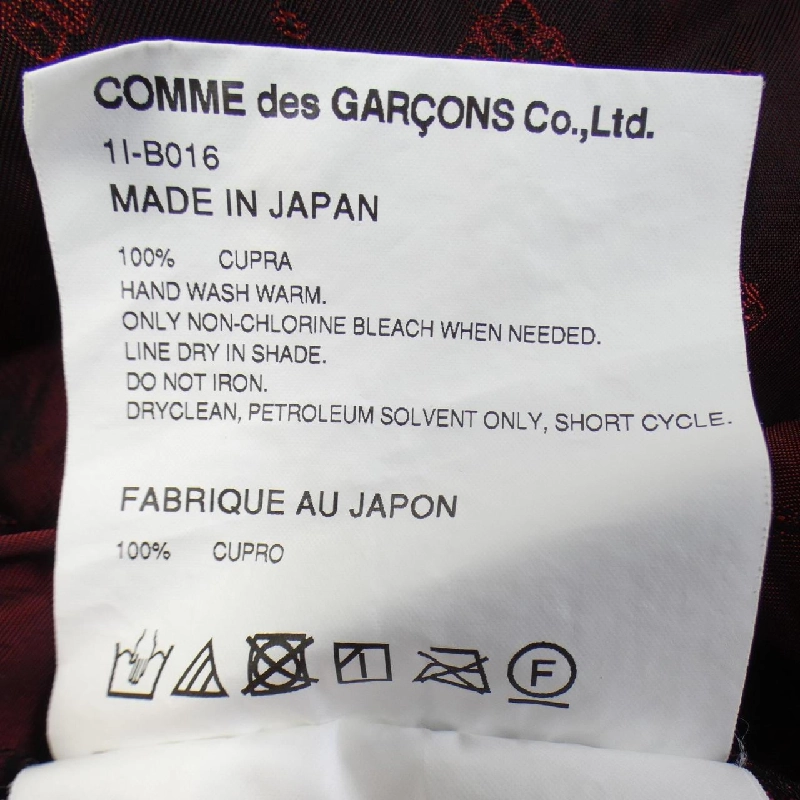 COMME des GARÇONS Co.,Ltd.
1I-B016
MADE IN JAPAN
100% CUPRA
HAND WASH WARM.
ONLY NON-CHLORINE BLEACH WHEN NEEDED.
LINE DRY IN SHADE.
DO NOT IRON.
DRYCLEAN, PETROLEUM SOLVENT ONLY, SHORT CYCLE.
FABRIQUE AU JAPON
100% CUPRO
F